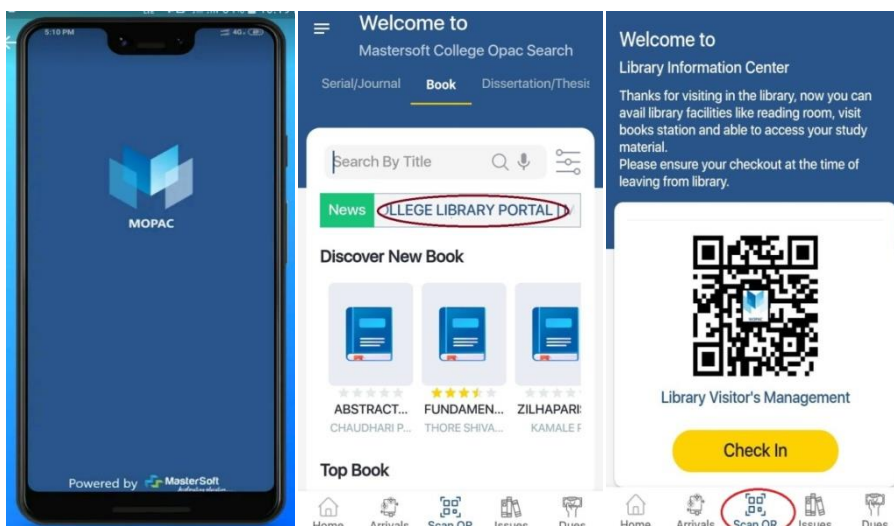 5:10 PM
4G
MOPAC
Powered by MasterSoft
Welcome to
Mastersoft College Opac Search
Serial/Journal Book Dissertation/Thesis
Search By Title
News LLEGE LIBRARY PORTAL
Discover New Book
ABSTRACT... FUNDAMEN... ZILHAPARI
CHAUDHARI P... THORE SHIVA... KAMALE
Top Book
Home Arrivals Scan QR Issues Dues
Welcome to
Library Information Center
Thanks for visiting in the library, now you can
avail library facilities like reading room, visit
books station and able to access your study
material.
Please ensure your checkout at the time of
leaving from library.
MOPAC
Library Visitor's Management
Check In
Home Arrivals Scan QR Issues Dues